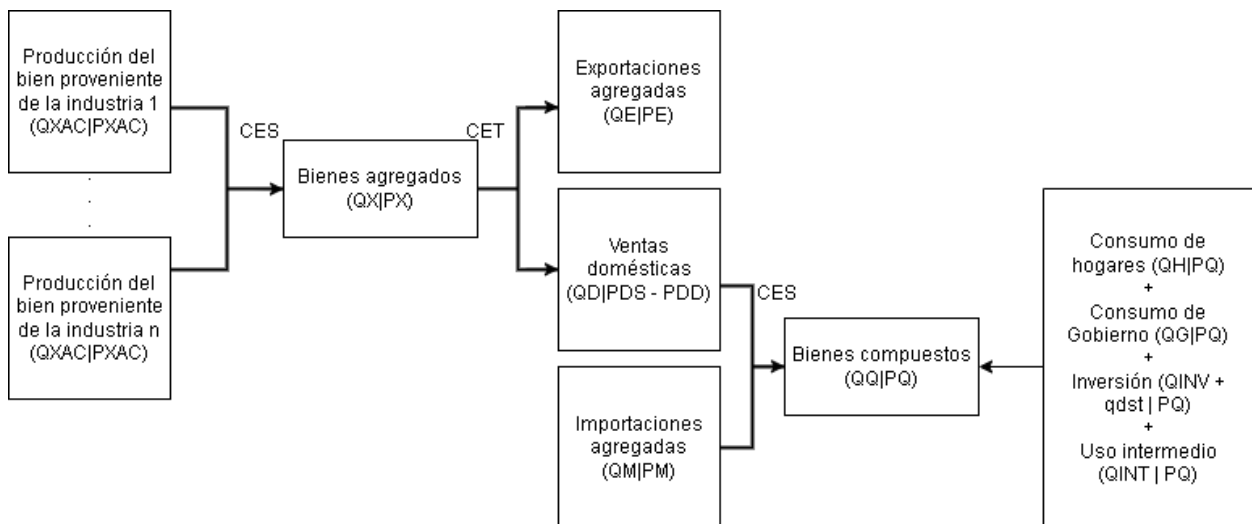 Producción del
bien proveniente
de la industria 1
(QXAC|PXAC)
.
.
.
Producción del
bien proveniente
de la industria n
(QXAC|PXAC)
CES
Bienes agregados
(QX|PX)
CET
Exportaciones
agregadas
(QE|PE)
Ventas
domésticas
(QD|PDS - PDD)
Importaciones
agregadas
(QM|PM)
CES
Bienes compuestos
(QQ|PQ)
Consumo de
hogares (QH|PQ)
+
Consumo de
Gobierno (QG|PQ)
+
Inversión (QINV +
qdst | PQ)
+
Uso intermedio
(QINT | PQ)